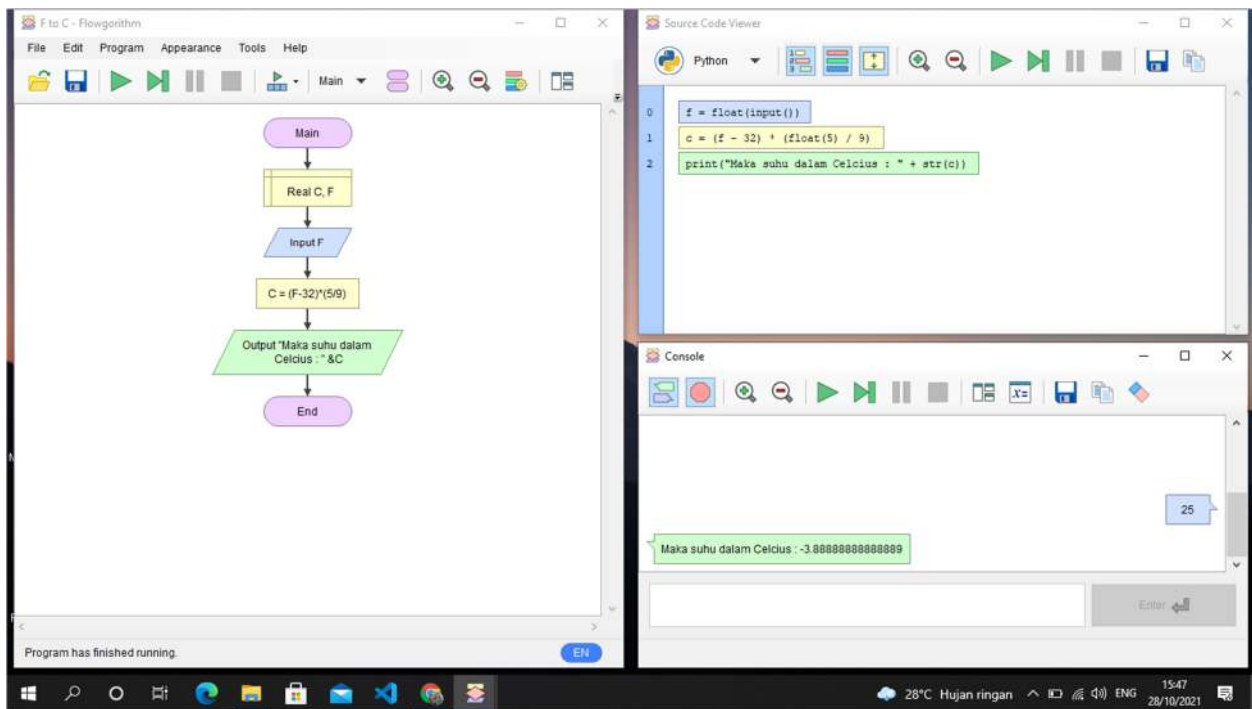 F to C - Flowgorithm
File Edit Program Appearance Tools Help
Main
Main
Real C, F
Input F
C = (F-32)*(5/9)
Output "Maka suhu dalam
Celcius : " &C
End
Program has finished running.
EN
Source Code Viewer
Python
0 f = float(input())
1 c = (f - 32) * (float(5) / 9)
2 print("Maka suhu dalam Celcius : " + str(c))
Console
x=
25
Maka suhu dalam Celcius : -3.88888888888889
Enter
28°C Hujan ringan
ENG
15:47
28/10/2021